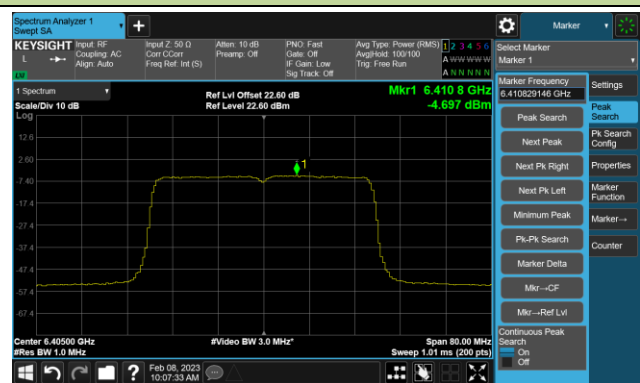 Spectrum Analyzer 1
Swept SA
Marker
KEYSIGHT
L
LW
Input: RF
Coupling: AC
Align: Auto
Input Z: 50 Ω
Corr CCorr
Freq Ref: Int (S)
Atten: 10 dB
Preamp: Off
PNO: Fast
Gate: Off
IF Gain: Low
Sig Track: Off
Avg Type: Power (RMS)
Avg|Hold: 100/100
Trig: Free Run
1 2 3 4 5 6
A W W W W W
A N N N N N
Select Marker
Marker 1
1 Spectrum
Scale/Div 10 dB
Log
Ref Lvl Offset 22.60 dB
Ref Level 22.60 dBm
Mkr1 6.410 8 GHz
-4.697 dBm
12.6
2.60
-7.40
-17.4
-27.4
-37.4
-47.4
-57.4
-67.4
1
Center 6.40500 GHz
#Res BW 1.0 MHz
#Video BW 3.0 MHz*
Span 80.00 MHz
Sweep 1.01 ms (200 pts)
Marker Frequency
6.410829146 GHz
Peak Search
Next Peak
Next Pk Right
Next Pk Left
Minimum Peak
Pk-Pk Search
Marker Delta
Mkr→CF
Mkr→Ref Lvl
Continuous Peak
Search
On
Off
Settings
Peak
Search
Pk Search
Config
Properties
Marker
Function
Marker→
Counter
?
Feb 08, 2023
10:07:33 AM